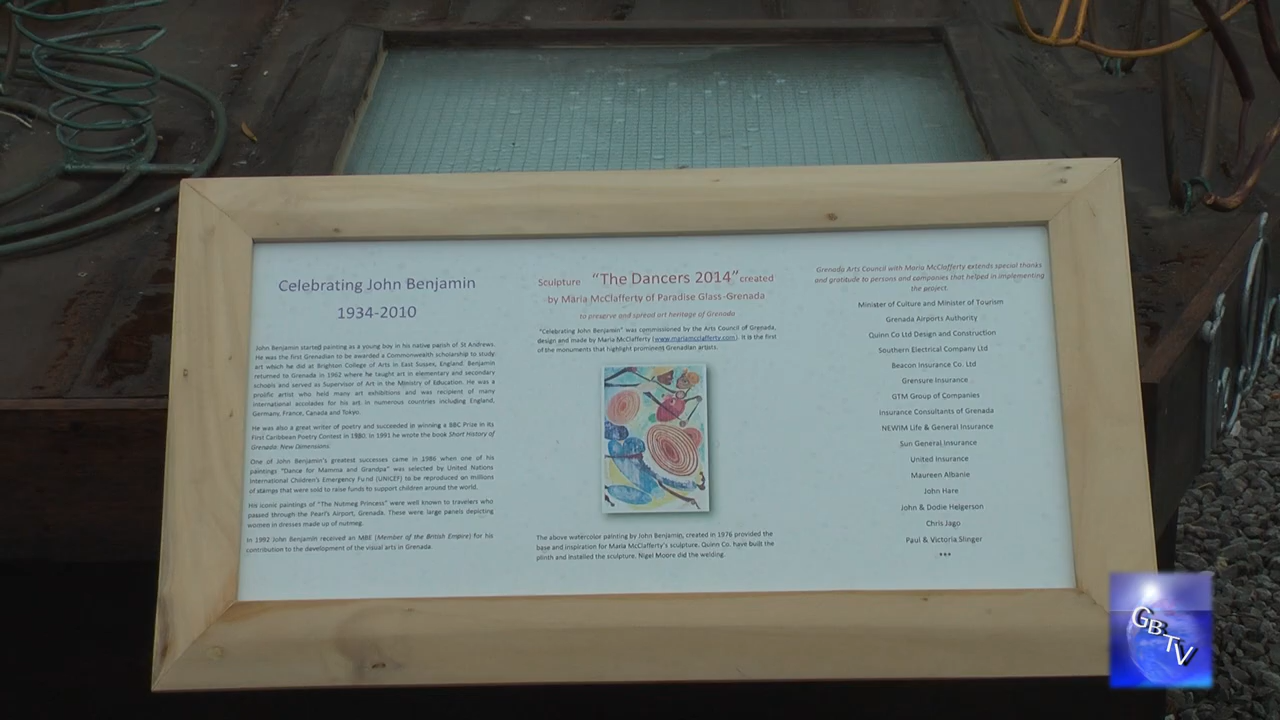 Celebrating John Benjamin
1934-2010
John Benjamin started painting as a young boy in his native parish of St Andrews.
He was the first Grenadian to be awarded a Commonwealth scholarship to study
art which he did at Brighton College of Arts in East Sussex, England. Benjamin
returned to Grenada in 1962 where he taught art in elementary and secondary
schools and served as Supervisor of Art in the Ministry of Education. He was a
prolific artist who held many art exhibitions and was recipient of many
international accolades for his art in numerous countries including England,
Germany, France, Canada and Tokyo.
He was also a great writer of poetry and succeeded in winning a BBC Prize in its
First Caribbean Poetry Contest in 1980. In 1991 he wrote the book Short History of
Grenada: New Dimensions.
One of John Benjamin's greatest successes came in 1986 when one of his
paintings "Dance for Mamma and Grandpa" was selected by United Nations
International Children's Emergency Fund (UNICEF) to be reproduced on millions
of stamps that were sold to raise funds to support children around the world.
His iconic paintings of "The Nutmeg Princess" were well known to travelers who
passed through the Pearl's Airport, Grenada. These were large panels depicting
women in dresses made up of nutmeg.
In 1992 John Benjamin received an MBE (Member of the British Empire) for his
contribution to the development of the visual arts in Grenada
Sculpture "The Dancers 2014" created
by Maria McClafferty of Paradise Glass-Grenada
to preserve and spread art heritage of Grenada
"Celebrating John Benjamin" was commissioned by the Arts Council of Grenada,
design and made by Maria McClafferty (www.mariamcclafferty.com). It is the first
of the monuments that highlight prominent Grenadian artists.
The above watercolor painting by John Benjamin, created in 1976 provided the
base and inspiration for Maria McClafferty's sculpture. Quinn Co. have built the
plinth and installed the sculpture. Nigel Moore did the welding.
Grenada Arts Council with Maria McClafferty extends special thanks
and gratitude to persons and companies that helped in implementing
the project.
Minister of Culture and Minister of Tourism
Grenada Airports Authority
Quinn Co Ltd Design and Construction
Southern Electrical Company Ltd
Beacon Insurance Co. Ltd
Grensure Insurance
GTM Group of Companies
Insurance Consultants of Grenada
NEWIM Life & General Insurance
Sun General Insurance
United Insurance
Maureen Albanie
John Hare
John & Dodie Helgerson
Chris Jago
Paul & Victoria Slinger
***
GBTV